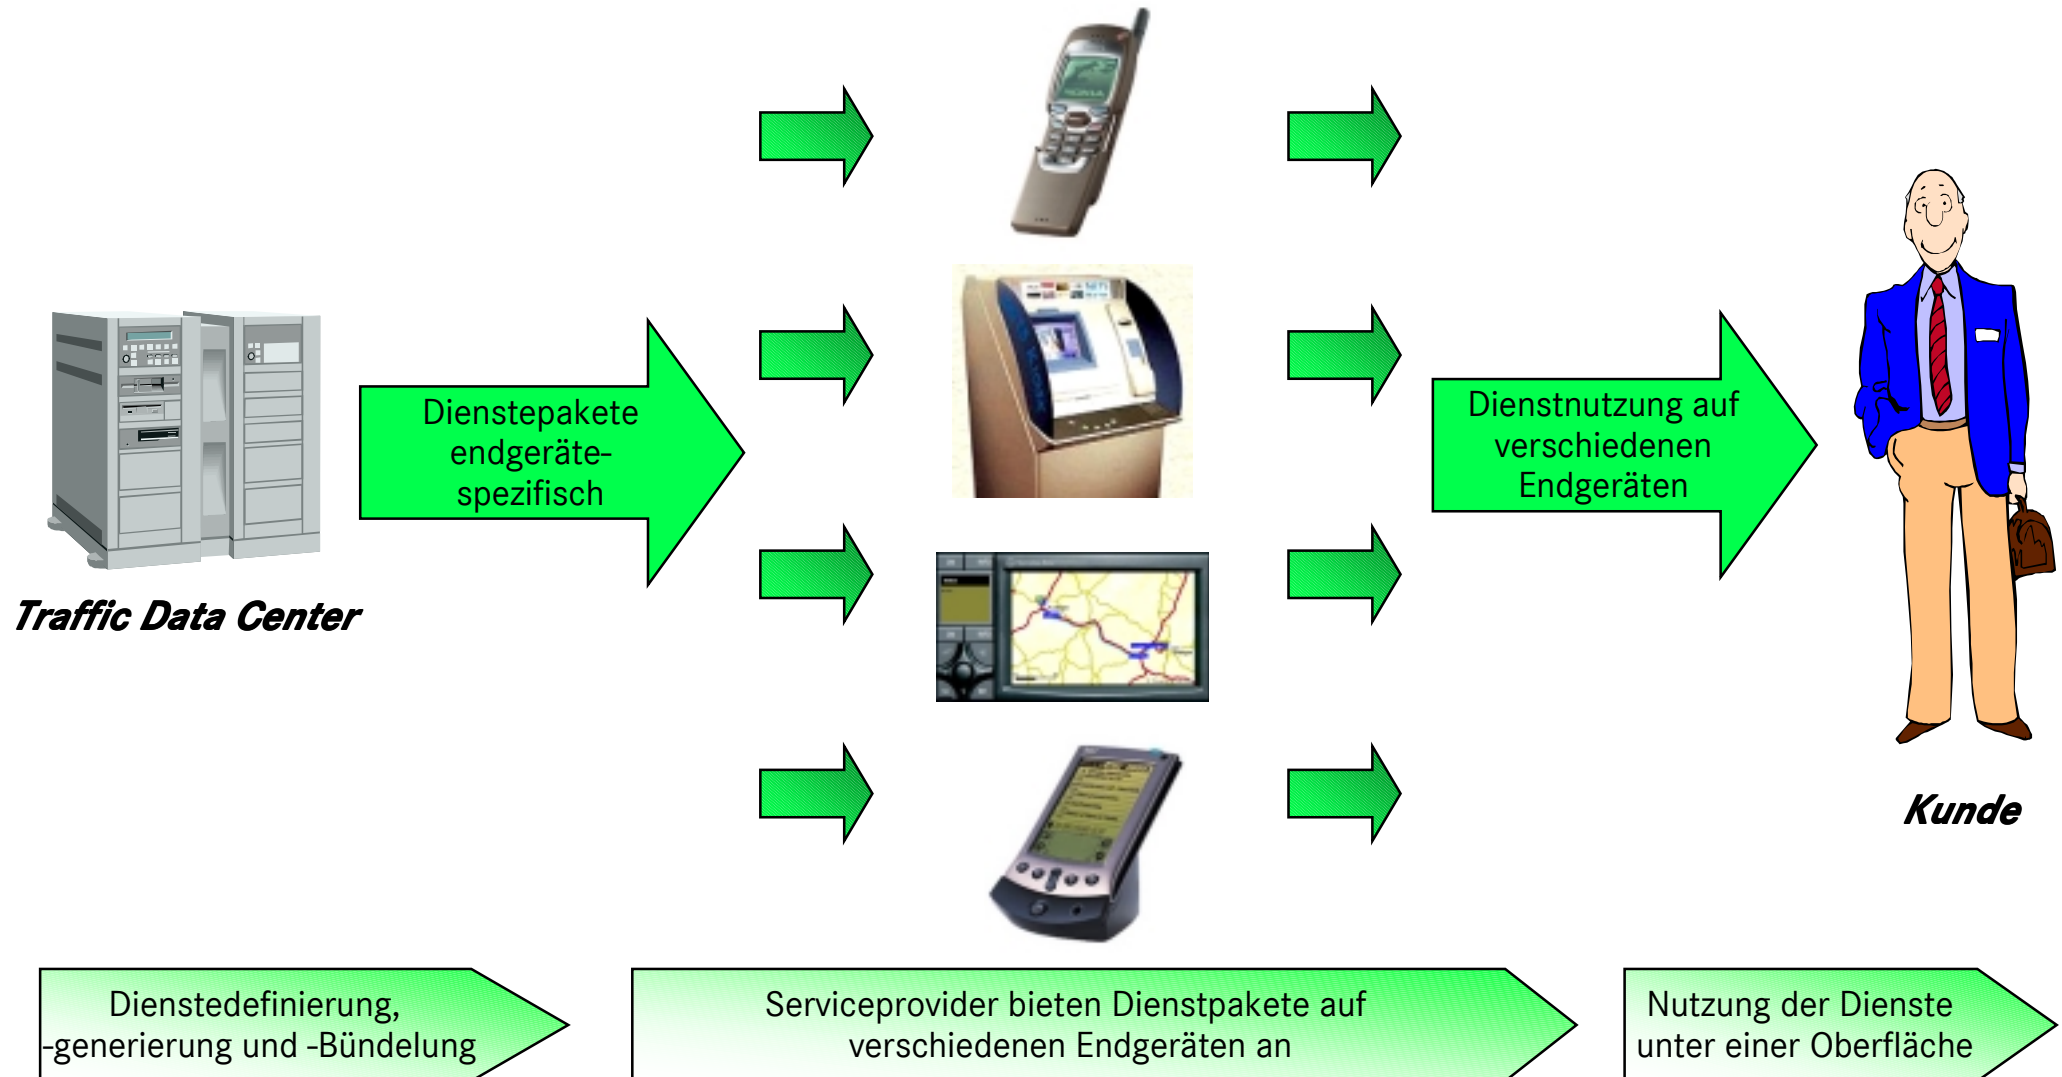 Dienstepakete
endgeräte-
spezifisch
Dienstnutzung auf
verschiedenen
Endgeräten
Traffic Data Center
Kunde
Dienstedefinierung,
-generierung und -Bündelung
Serviceprovider bieten Dienstpakete auf
verschiedenen Endgeräten an
Nutzung der Dienste
unter einer Oberfläche